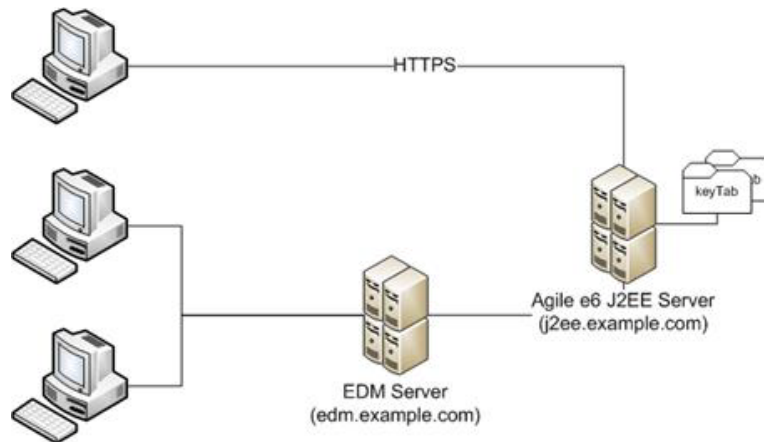 HTTPS
keyTab
Agile e6 J2EE Server
(j2ee.example.com)
EDM Server
(edm.example.com)